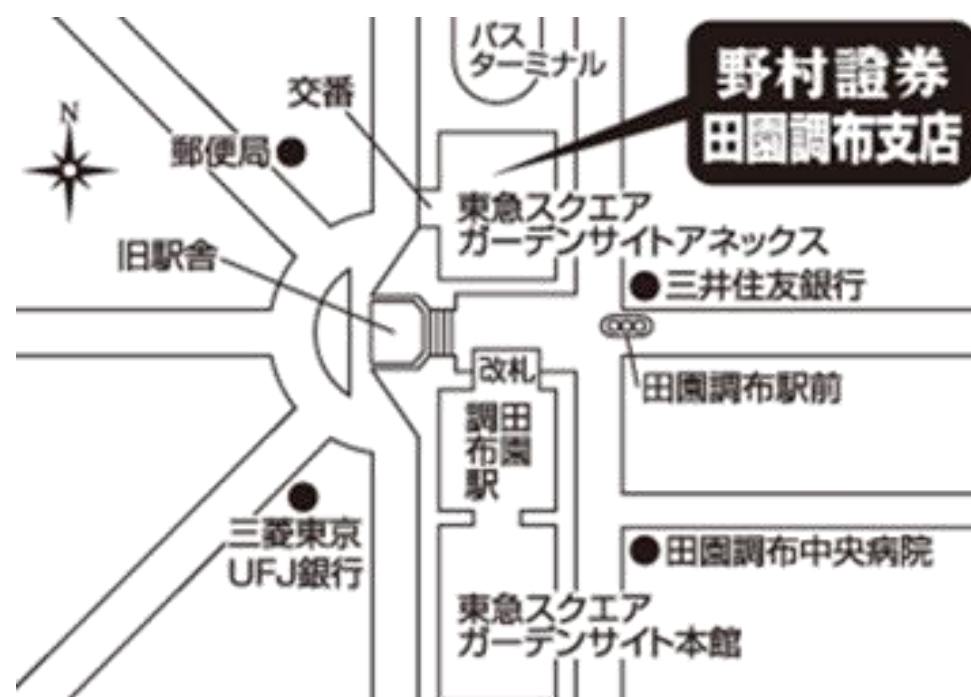 バス
ターミナル
野村證券
田園調布支店
交番
N
郵便局
東急スクエア
ガーデンサイトアネックス
旧駅舎
三井住友銀行
改札
田園調布駅前
田園
調布
駅
三菱東京
UFJ銀行
田園調布中央病院
東急スクエア
ガーデンサイト本館